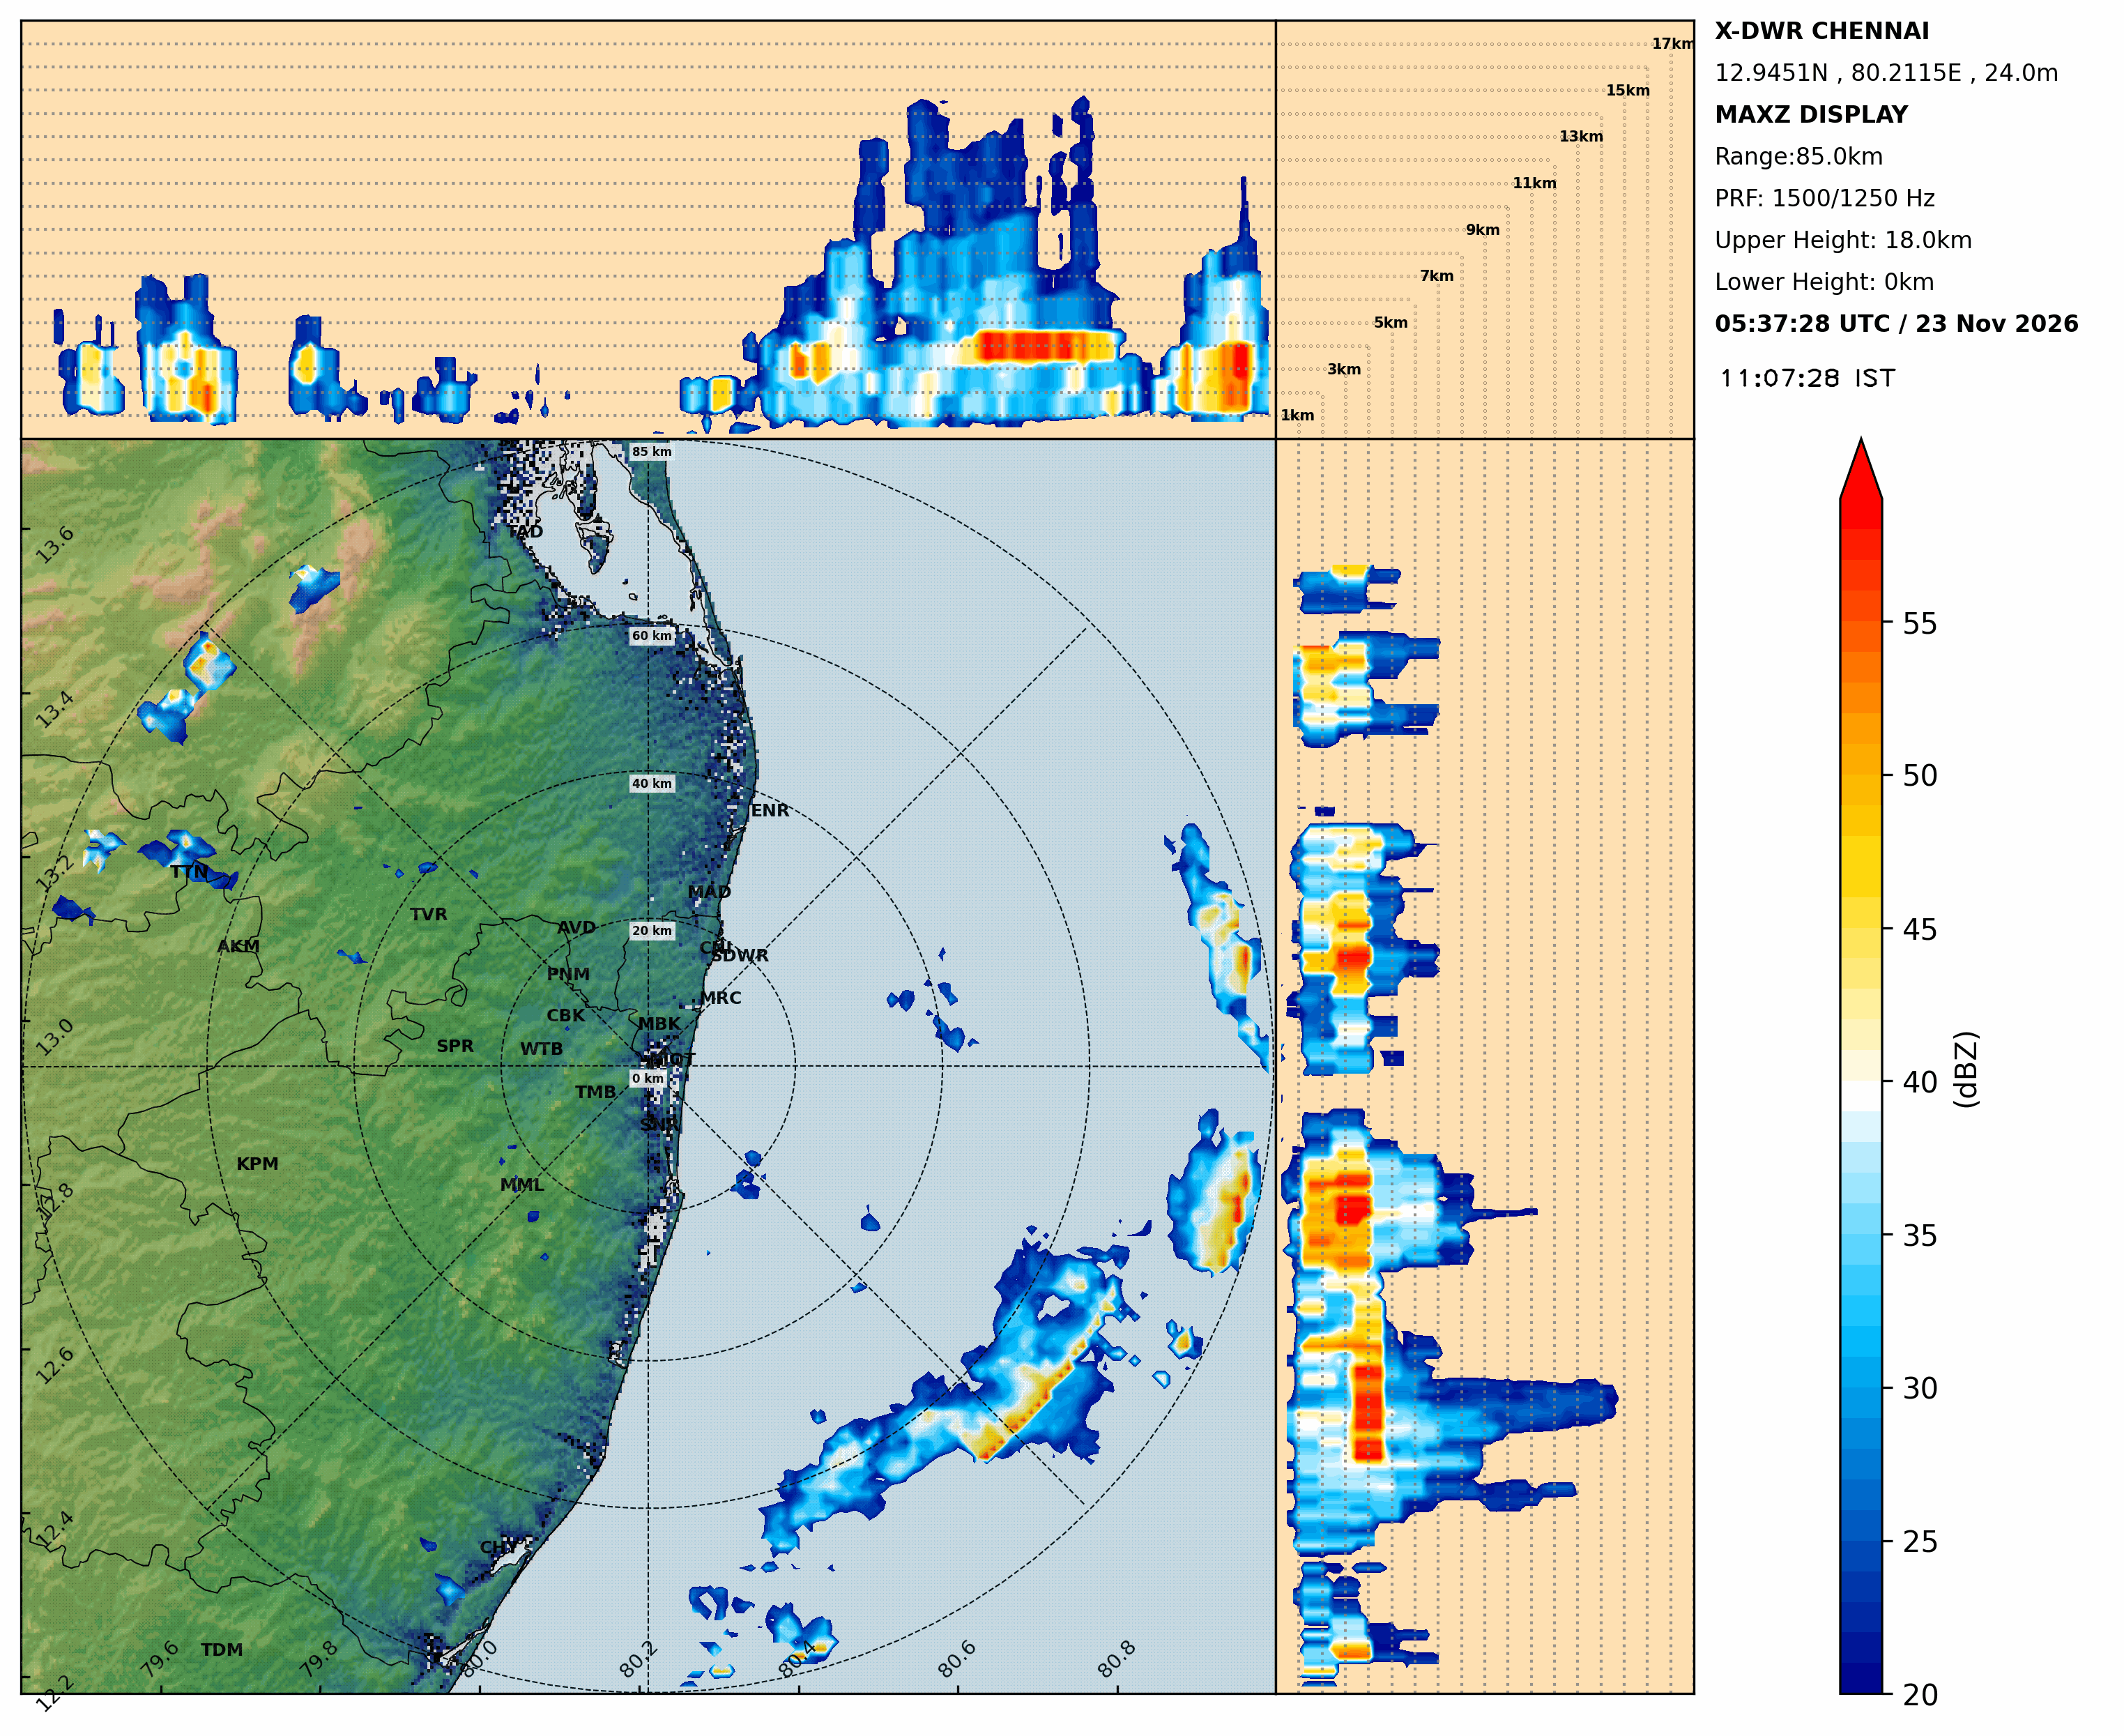 X-DWR CHENNAI
12.9451N , 80.2115E , 24.0m
MAXZ DISPLAY
Range:85.0km
PRF: 1500/1250 Hz
Upper Height: 18.0km
Lower Height: 0km
05:37:28 UTC / 23 Nov 2026
11:07:28 IST
17km
15km
13km
11km
9km
7km
5km
3km
1km
85 km
TAD
13.6
60 km
13.4
40 km
ENR
13.2
TTN
MAD
TVR
AVD
20 km
AKM
CNI
SDWR
PNM
MRC
CBK
MBK
13.0
SPR
WTB
0 km
TMB
SNR
KPM
MML
12.8
12.6
12.4
CHY
TDM
12.2
79.6
79.8
80.0
80.2
80.4
80.6
80.8
55
50
45
40
35
30
25
20
(dBZ)